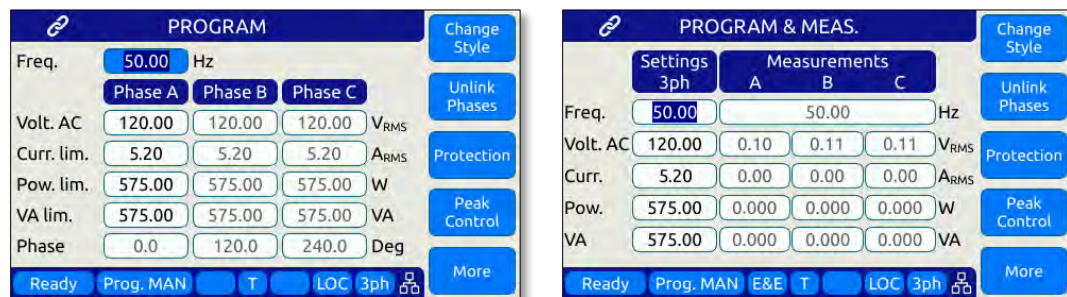 PROGRAM
Freq. 50.00 Hz
Phase A Phase B Phase C
Volt. AC 120.00 120.00 120.00 VRMS
Curr. lim. 5.20 5.20 5.20 ARMS
Pow. lim. 575.00 575.00 575.00 W
VA lim. 575.00 575.00 575.00 VA
Phase 0.0 120.0 240.0 Deg
Ready Prog. MAN T LOC 3ph
Change
Style
Unlink
Phases
Protection
Peak
Control
More
PROGRAM & MEAS.
Settings Measurements
3ph A B C
Freq. 50.00 50.00 Hz
Volt. AC 120.00 0.10 0.11 0.11 VRMS
Curr. 5.20 0.00 0.00 0.00 ARMS
Pow. 575.00 0.000 0.000 0.000 W
VA 575.00 0.000 0.000 0.000 VA
Ready Prog. MAN E&E T LOC 3ph
Change
Style
Unlink
Phases
Protection
Peak
Control
More